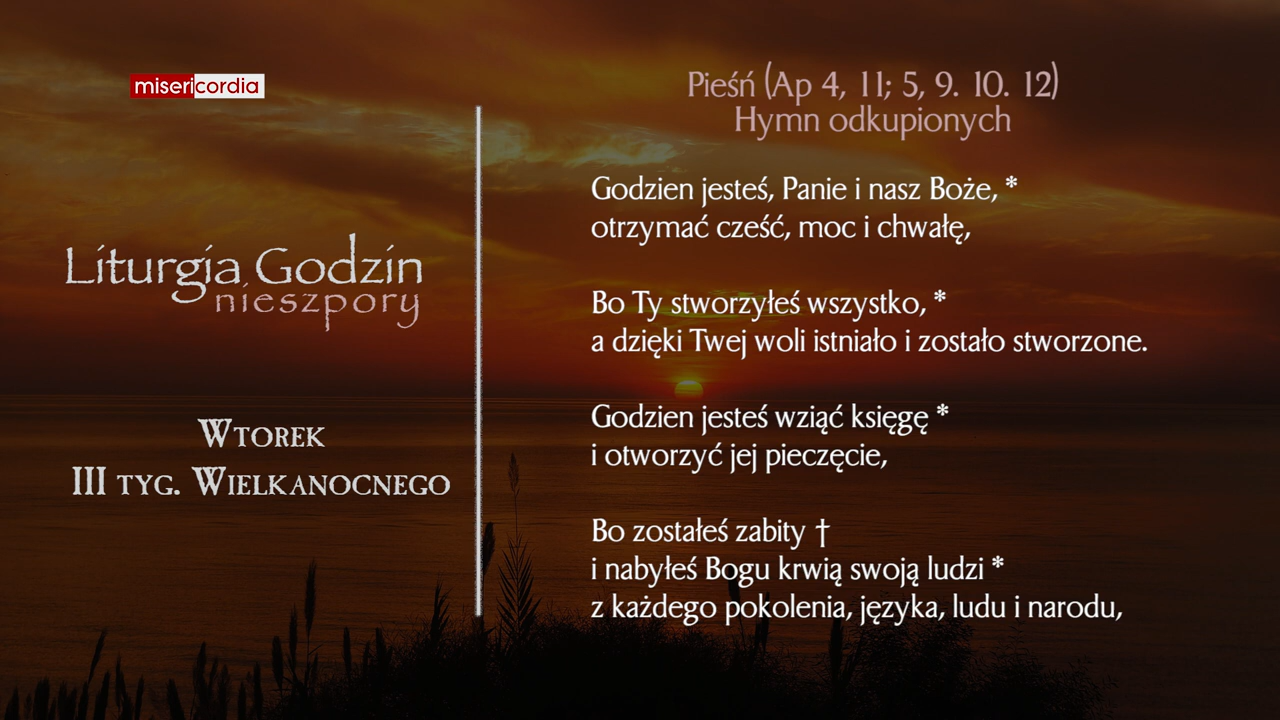 misericordia
Liturgia Godzin
nieszpory
Wtorek
III tyg. Wielkanocnego
Pieśń (Ap 4, 11; 5, 9. 10. 12)
Hymn odkupionych
Godzien jesteś, Panie i nasz Boże, *
otrzymać cześć, moc i chwałę,
Bo Ty stworzyłeś wszystko, *
a dzięki Twej woli istniało i zostało stworzone.
Godzien jesteś wziąć księgę *
i otworzyć jej pieczęcie,
Bo zostałeś zabity †
i nabyłeś Bogu krwią swoją ludzi *
z każdego pokolenia, języka, ludu i narodu,